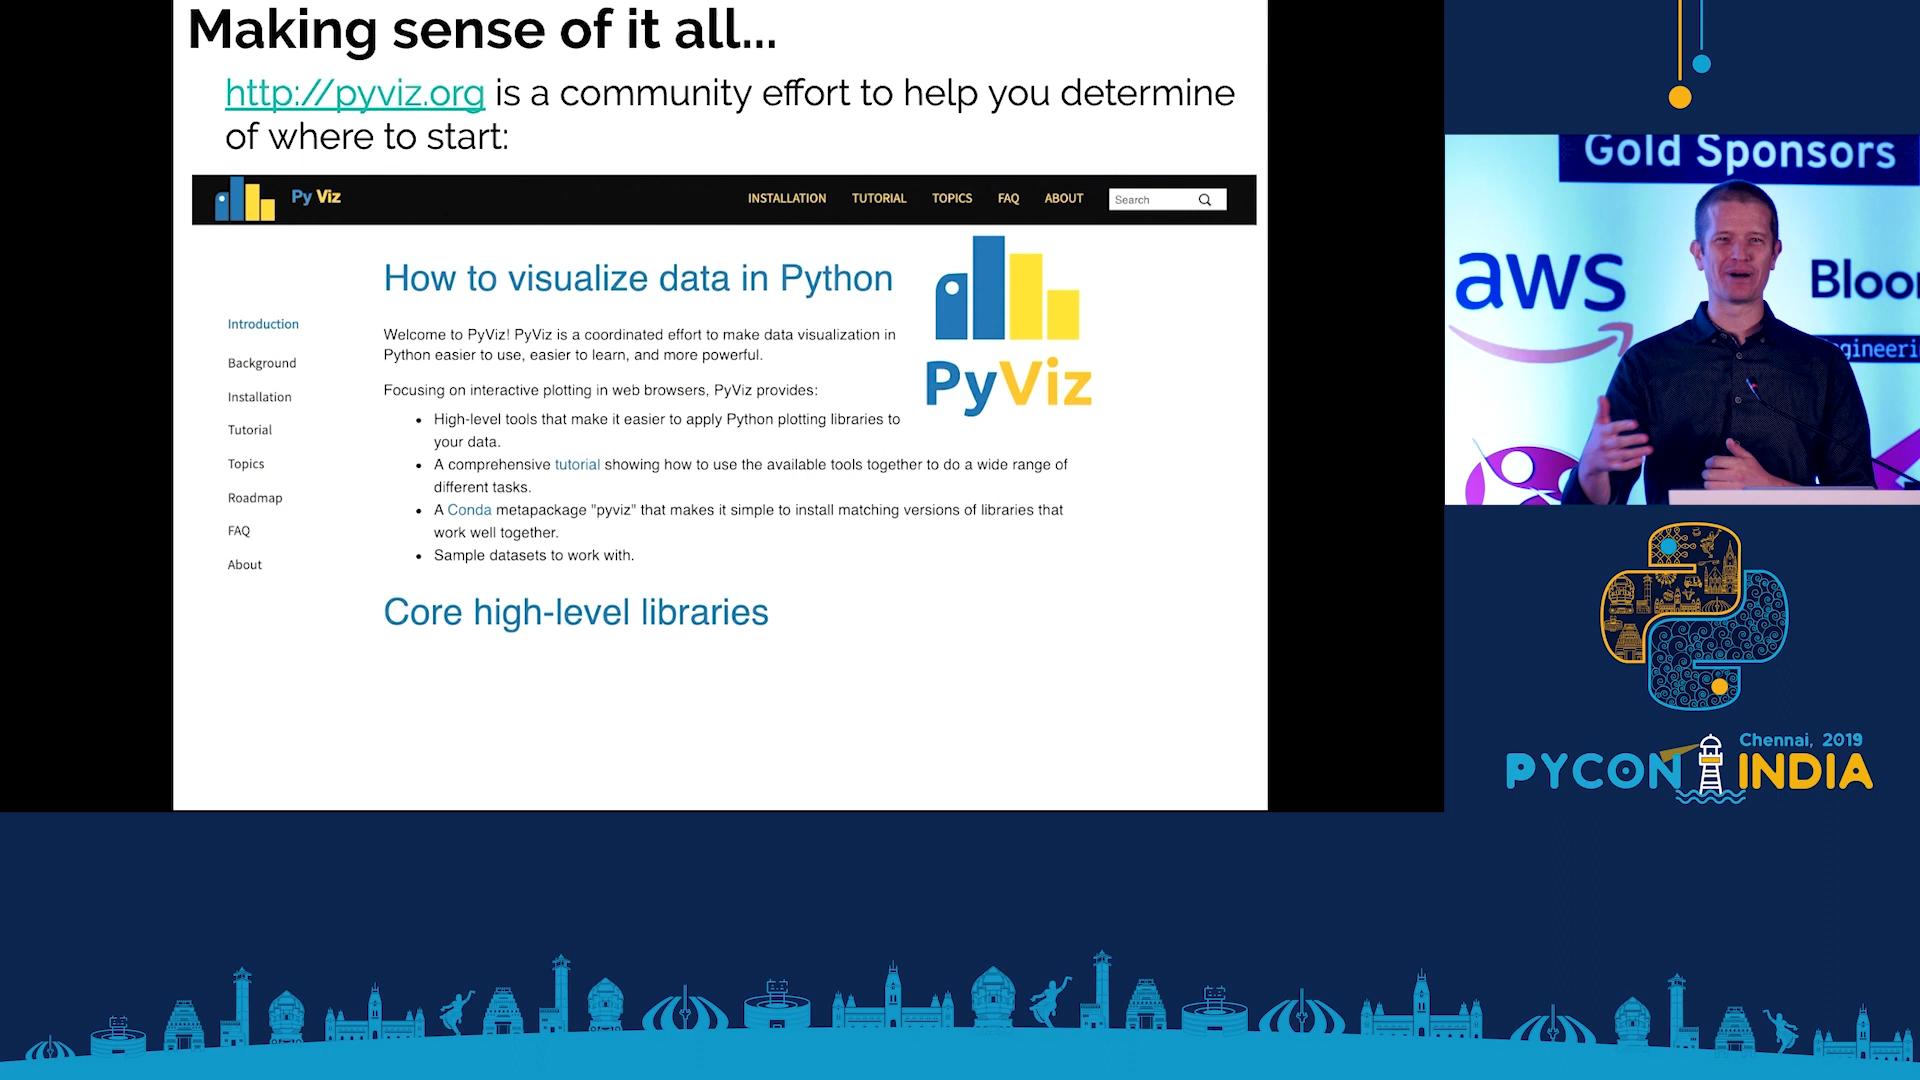 Making sense of it all...
http://pyviz.org is a community effort to help you determine
of where to start:
Py Viz
INSTALLATION TUTORIAL TOPICS FAQ ABOUT Search
How to visualize data in Python
Introduction
Background
Installation
Tutorial
Topics
Roadmap
FAQ
About
Welcome to PyViz! PyViz is a coordinated effort to make data visualization in
Python easier to use, easier to learn, and more powerful.
Focusing on interactive plotting in web browsers, PyViz provides:
• High-level tools that make it easier to apply Python plotting libraries to
your data.
• A comprehensive tutorial showing how to use the available tools together to do a wide range of
different tasks.
• A Conda metapackage "pyviz" that makes it simple to install matching versions of libraries that
work well together.
• Sample datasets to work with.
PyViz
Core high-level libraries
Gold Sponsors
aws
Bloo
gineeri
Chennai, 2019
PYCON INDIA